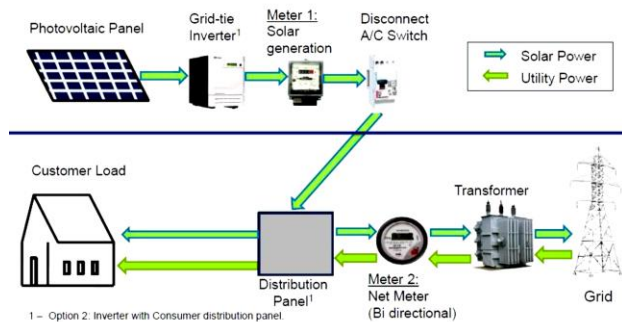 Photovoltaic Panel
Grid-tie
Inverter¹
Meter 1:
Solar
generation
Disconnect
A/C Switch
Solar Power
Utility Power
Customer Load
Distribution
Panel¹
Meter 2:
Net Meter
(Bi directional)
Transformer
Grid
1 – Option 2: Inverter with Consumer distribution panel.